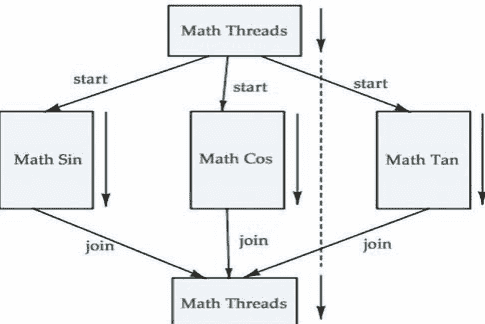 Math Threads
start
start
start
Math Sin
Math Cos
Math Tan
join
join
join
Math Threads